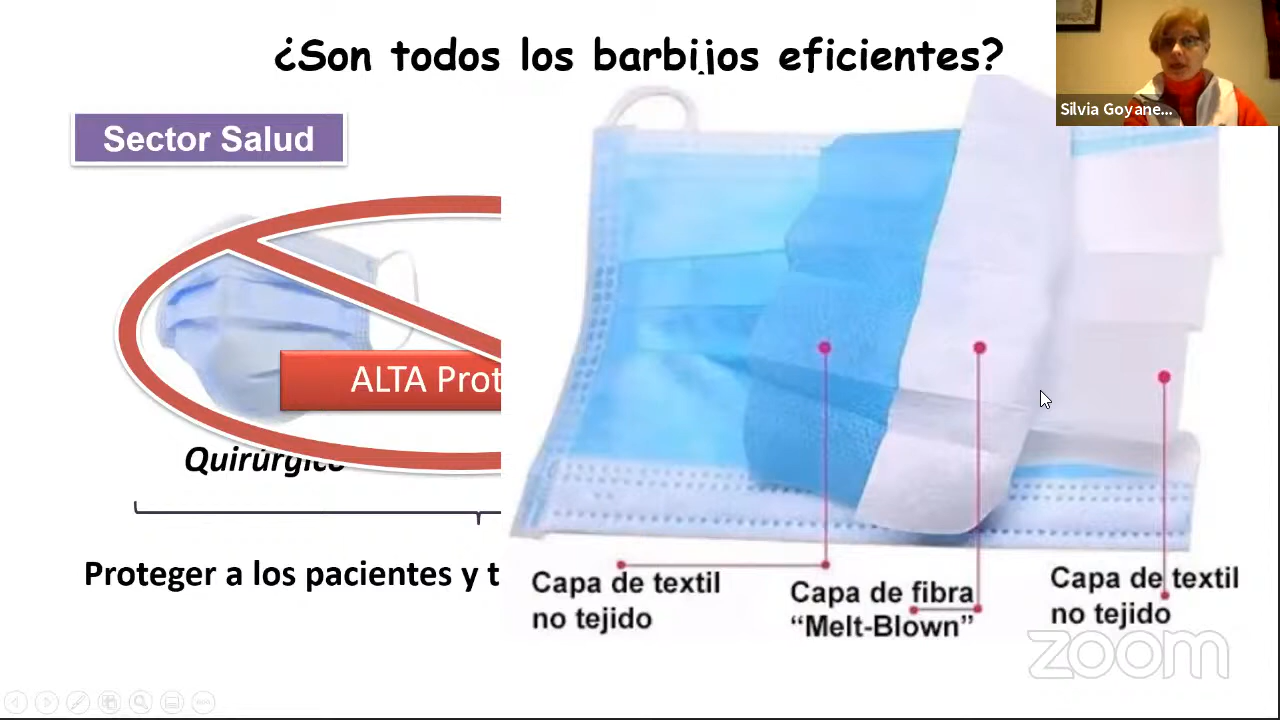 ¿Son todos los barbijos eficientes?
Silvia Goyane...
Sector Salud
ALTA Prot
Quirúrgico
Proteger a los pacientes y t
Capa de textil
no tejido
Capa de fibra
“Melt-Blown”
Capa de textil
no tejido
zoom